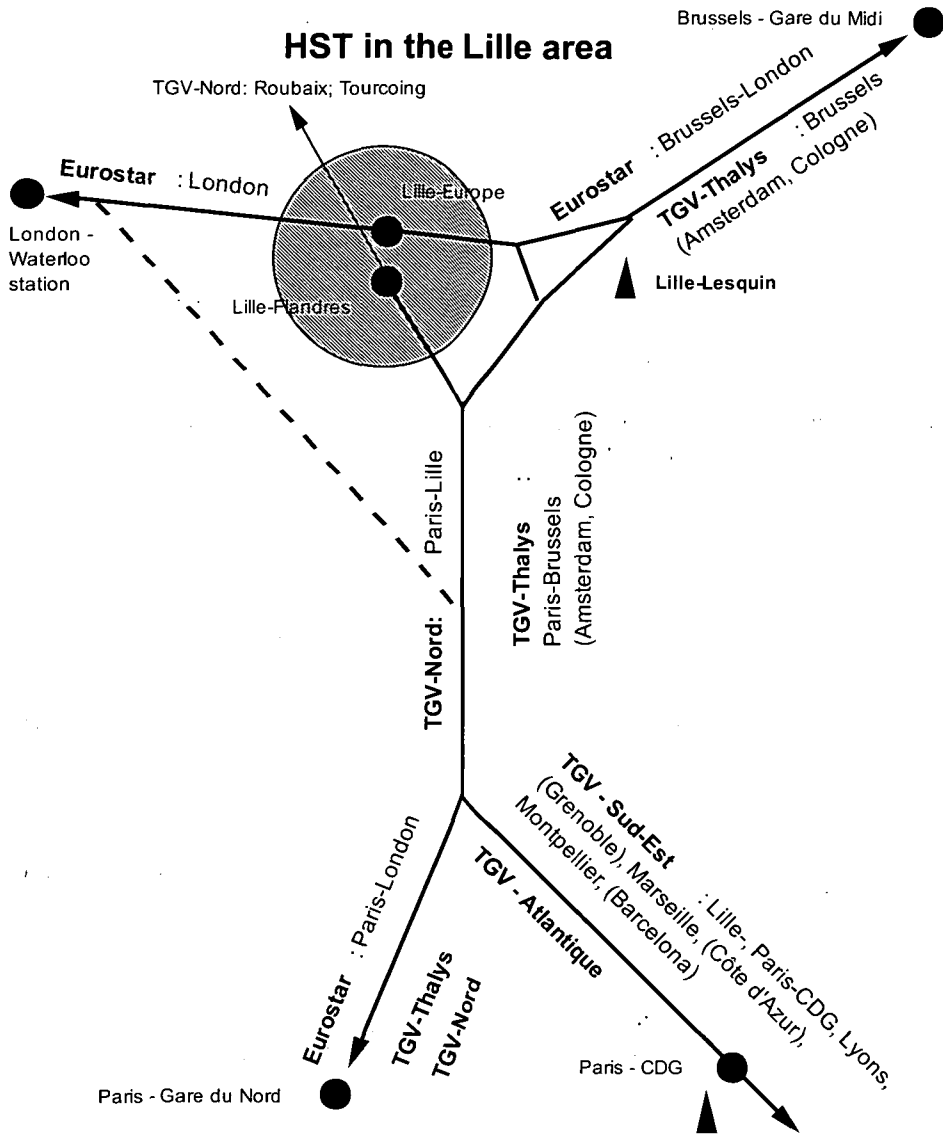 Brussels - Gare du Midi
HST in the Lille area
TGV-Nord: Roubaix; Tourcoing
Eurostar : Brussels-London
TGV-Thalys : Brussels
(Amsterdam, Cologne)
Eurostar : London
Lille-Europe
London -
Waterloo
station
Lille-Flandres
Lille-Lesquin
TGV-Nord: Paris-Lille
TGV-Thalys :
Paris-Brussels
(Amsterdam, Cologne)
TGV - Sud-Est : Lille-, Paris-CDG, Lyons,
(Grenoble), Marseille, (Côte d'Azur),
Montpellier, (Barcelona)
TGV - Atlantique :
Eurostar : Paris-London
TGV-Thalys
TGV-Nord
Paris - CDG
Paris - Gare du Nord